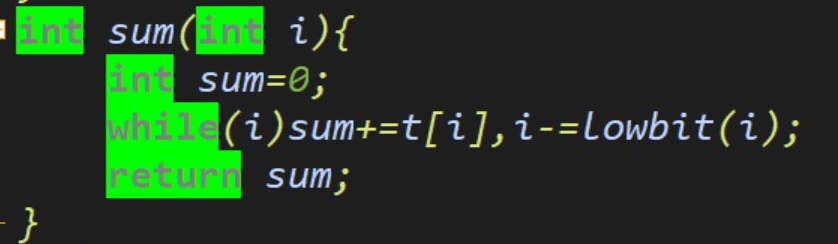 int sum(int i){
int sum=0;
while(i)sum+=t[i],i-=lowbit(i);
return sum;
}